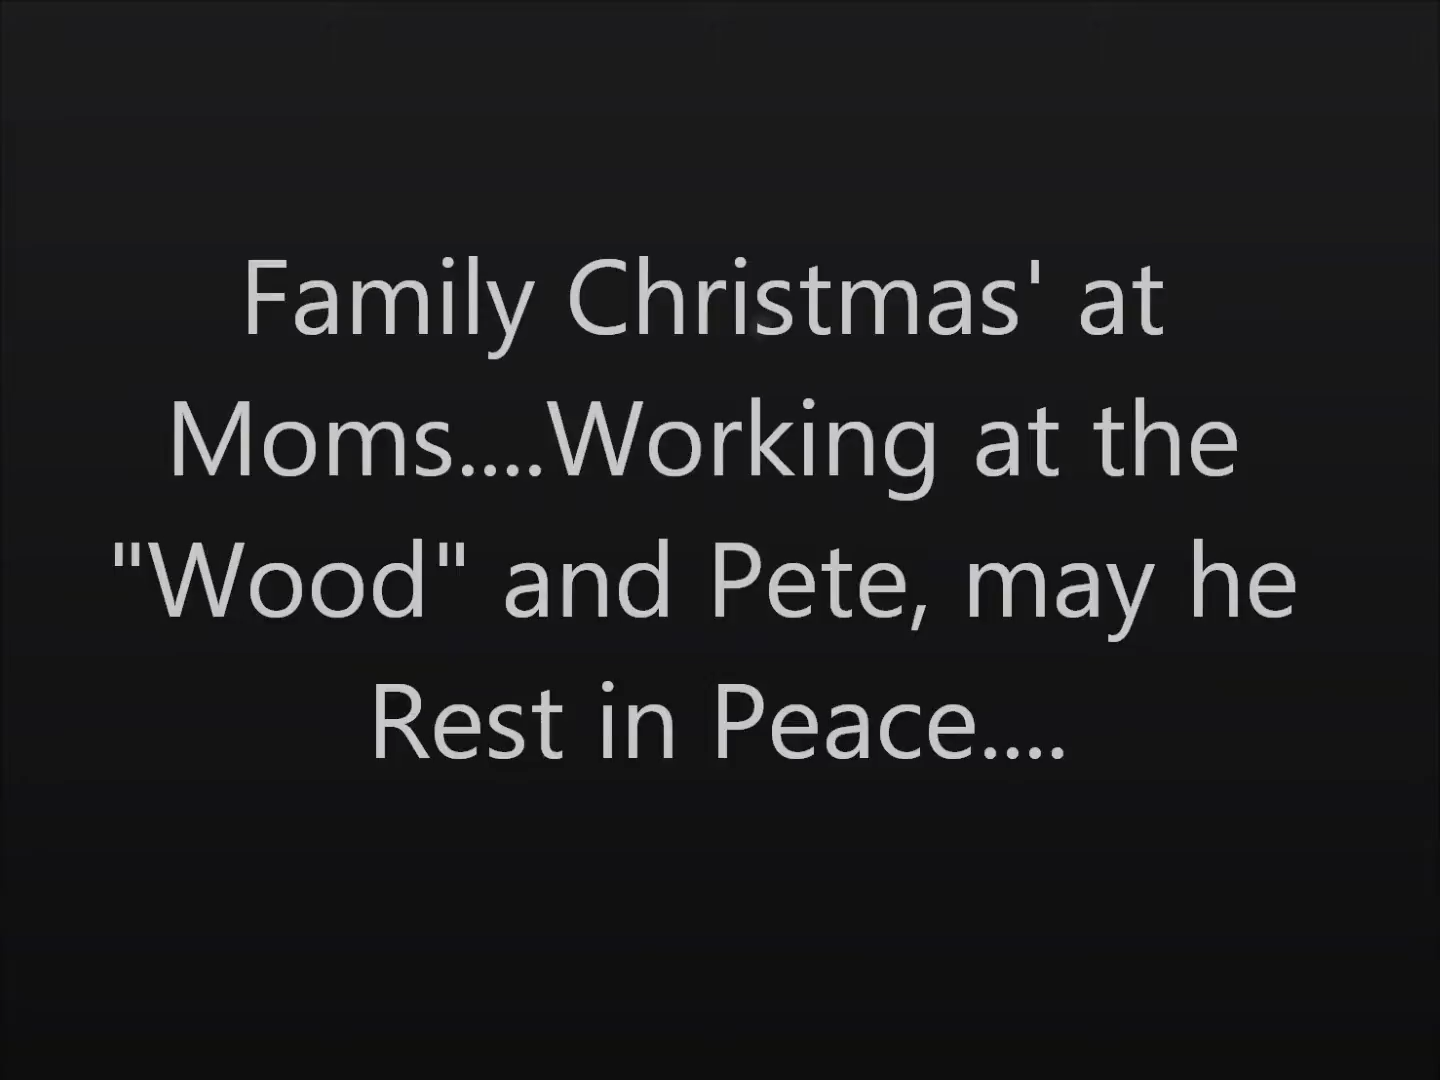 Family Christmas' at
Moms....Working at the
"Wood" and Pete, may he
Rest in Peace....